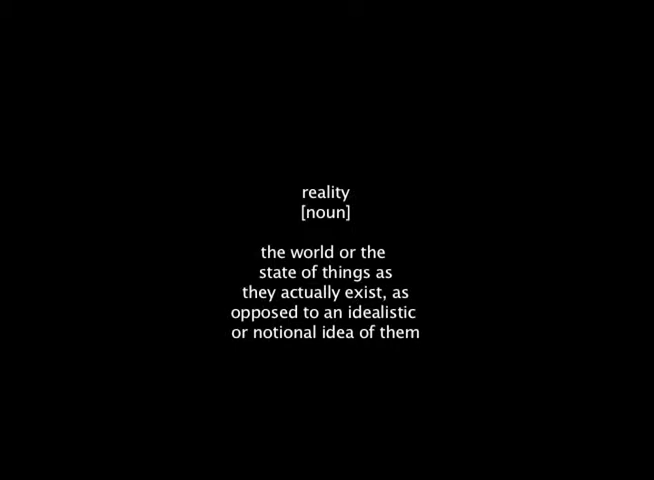 reality
[noun]
the world or the
state of things as
they actually exist, as
opposed to an idealistic
or notional idea of them